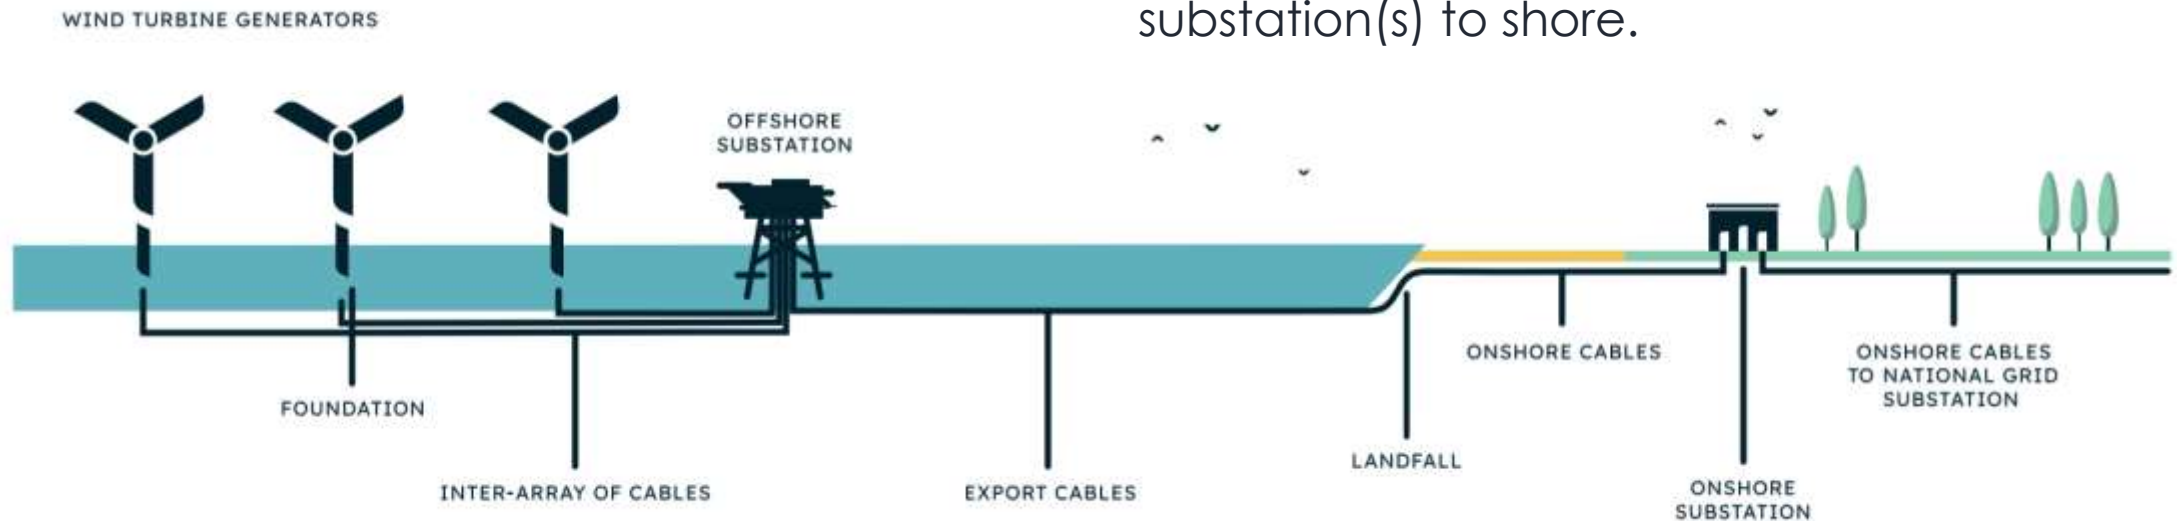 substation(s) to shore.
WIND TURBINE GENERATORS
OFFSHORE
SUBSTATION
ONSHORE CABLES
ONSHORE CABLES
TO NATIONAL GRID
SUBSTATION
FOUNDATION
LANDFALL
INTER-ARRAY OF CABLES
EXPORT CABLES
ONSHORE
SUBSTATION